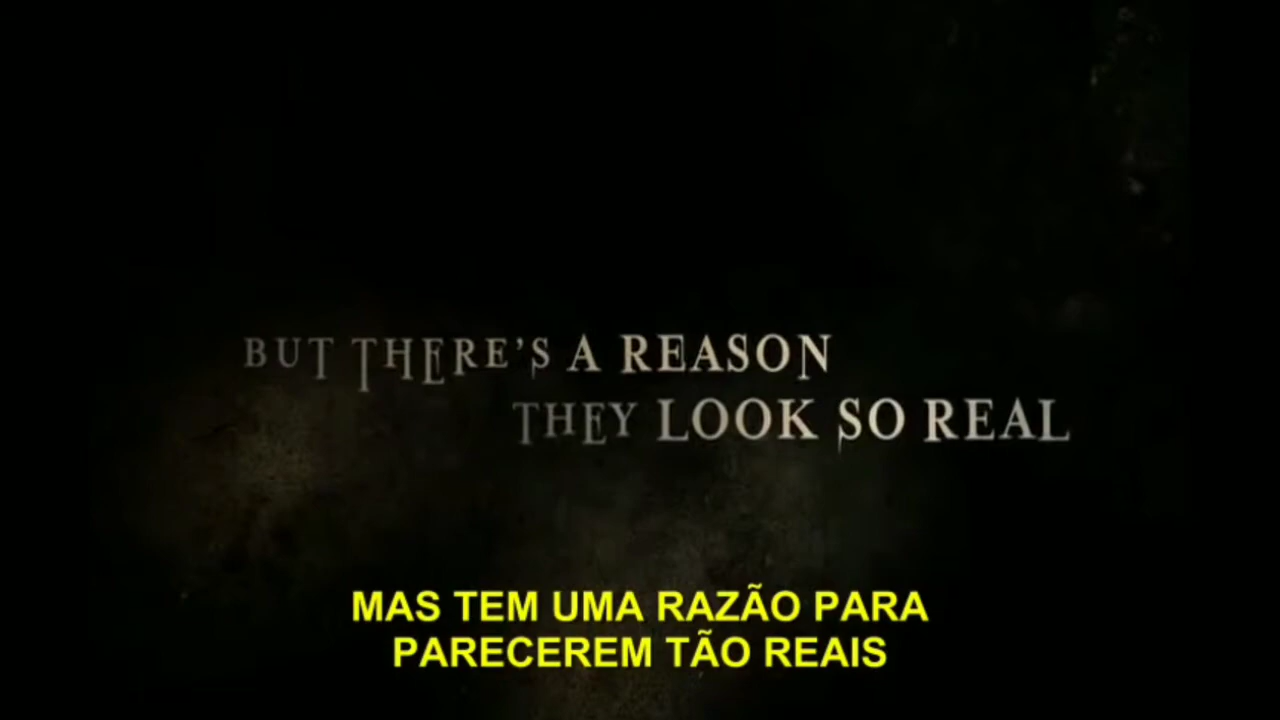 BUT THERE'S A REASON
THEY LOOK SO REAL
MAS TEM UMA RAZÃO PARA
PARECEREM TÃO REAIS